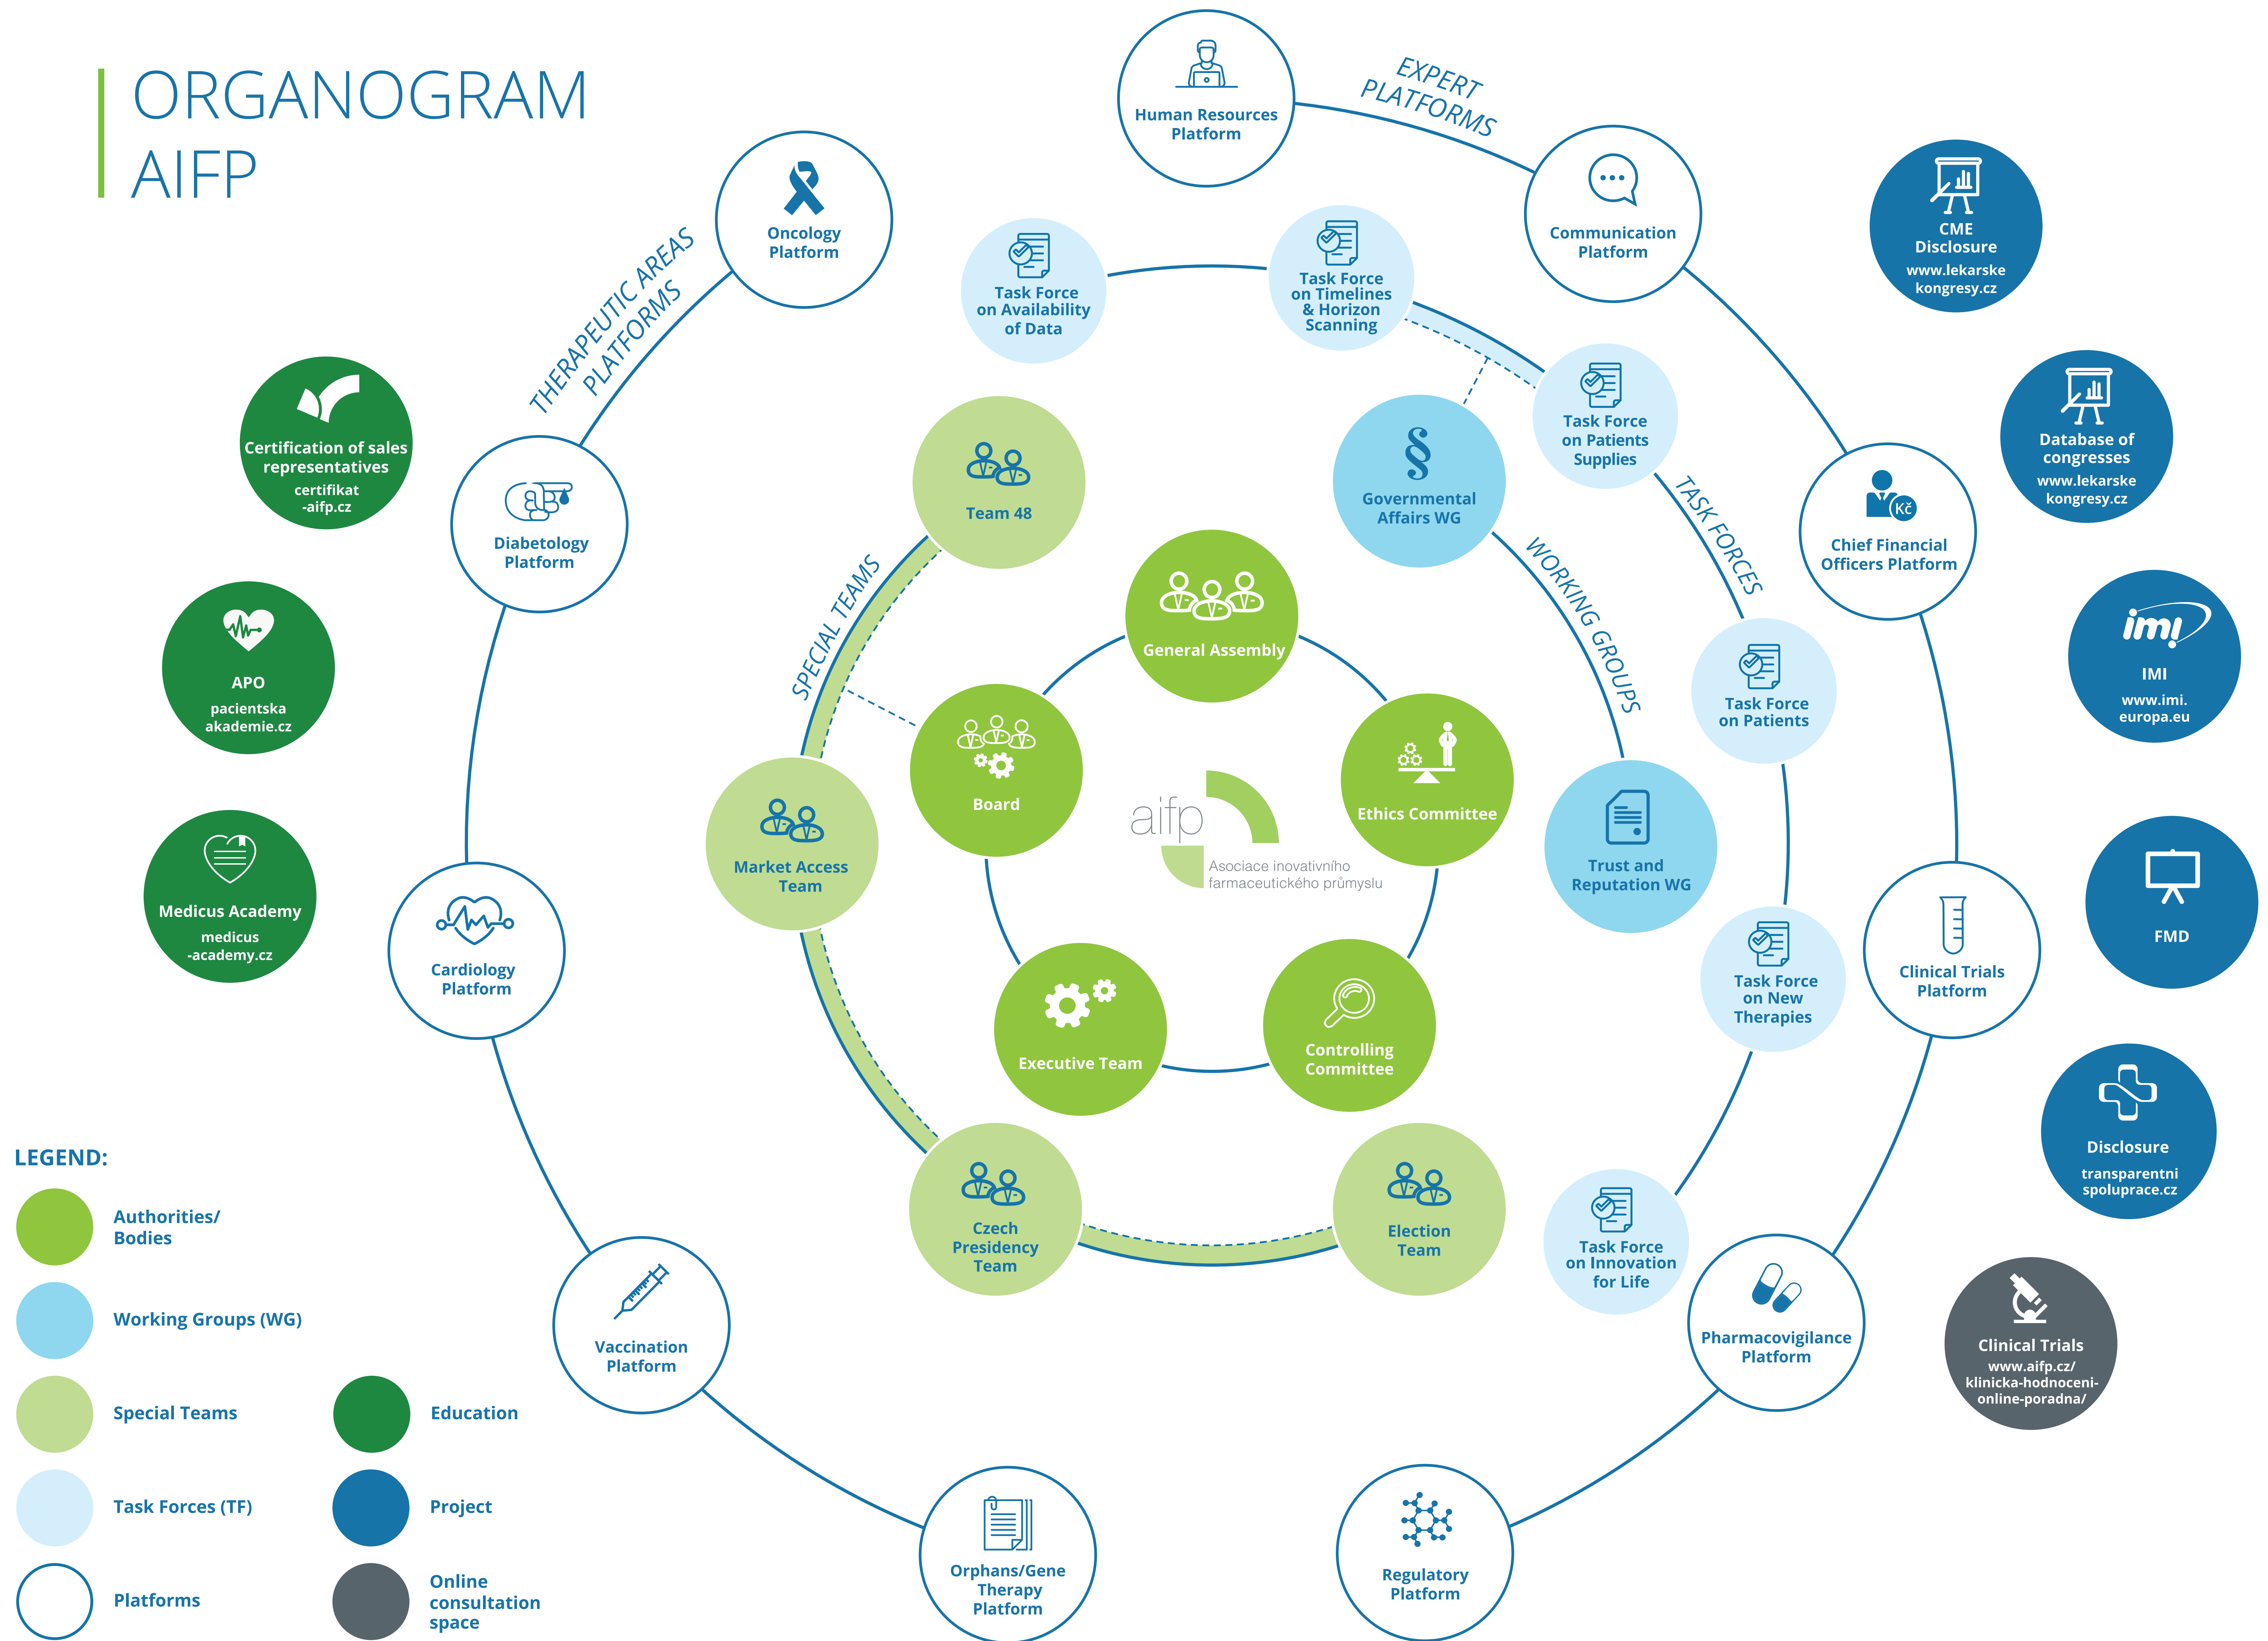 ORGANOGRAM
AIFP
Human Resources
Platform
EXPERT
PLATFORMS
Communication
Platform
Chief Financial
Officers Platform
Kč
Clinical Trials
Platform
Pharmacovigilance
Platform
Regulatory
Platform
THERAPEUTIC AREAS
PLATFORMS
Oncology
Platform
Diabetology
Platform
Cardiology
Platform
Vaccination
Platform
Orphans/Gene
Therapy
Platform
Task Force
on Availability
of Data
Task Force
on Timelines
& Horizon
Scanning
Task Force
on Patients
Supplies
TASK FORCES
Task Force
on Patients
Task Force
on New
Therapies
Task Force
on Innovation
for Life
Governmental
Affairs WG
§
WORKING GROUPS
Trust and
Reputation WG
SPECIAL TEAMS
Team 48
Market Access
Team
Czech
Presidency
Team
Election
Team
General Assembly
Board
Ethics Committee
Executive Team
Controlling
Committee
aifp
Asociace inovativního
farmaceutického průmyslu
Certification of sales
representatives
certifikat
-aifp.cz
APO
pacientska
akademie.cz
Medicus Academy
medicus
-academy.cz
CME
Disclosure
www.lekarske
kongresy.cz
Database of
congresses
www.lekarske
kongresy.cz
imi
IMI
www.imi.
europa.eu
FMD
Disclosure
transparentni
spoluprace.cz
Clinical Trials
www.aifp.cz/
klinicka-hodnoceni-
online-poradna/
LEGEND:
Authorities/
Bodies
Working Groups (WG)
Special Teams
Task Forces (TF)
Platforms
Education
Project
Online
consultation
space